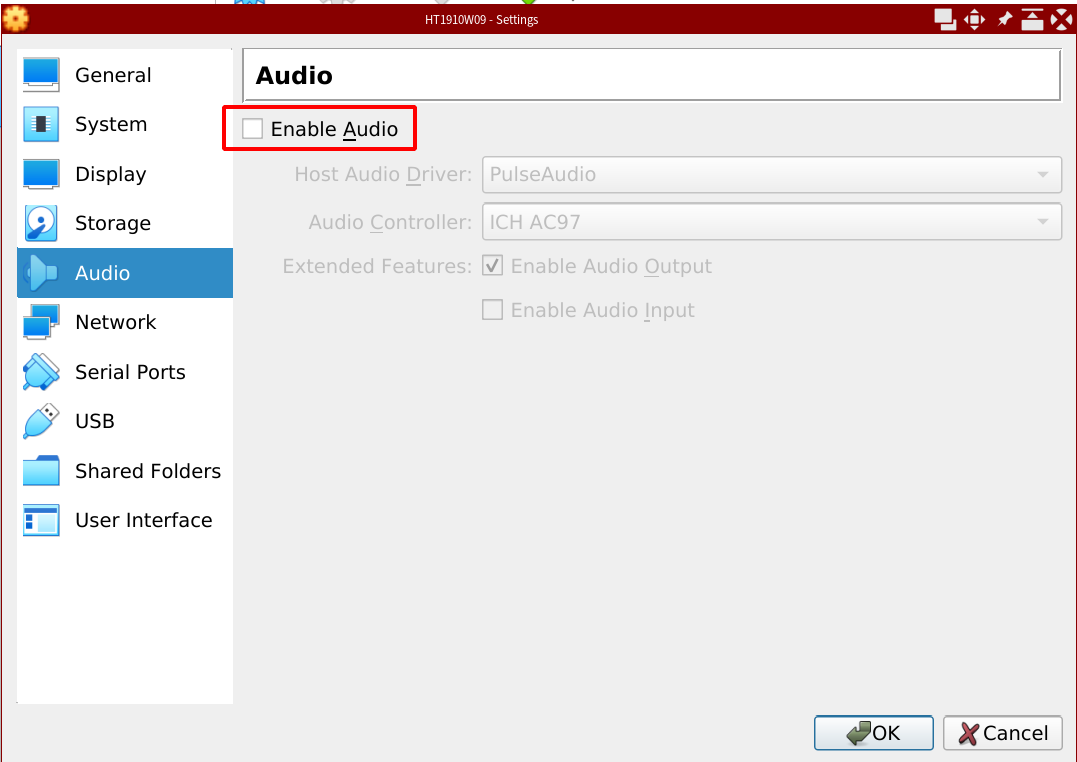 HT1910W09 - Settings
General
System
Display
Storage
Audio
Network
Serial Ports
USB
Shared Folders
User Interface
Audio
Enable Audio
Host Audio Driver: PulseAudio
Audio Controller: ICH AC97
Extended Features: Enable Audio Output
Enable Audio Input
OK Cancel